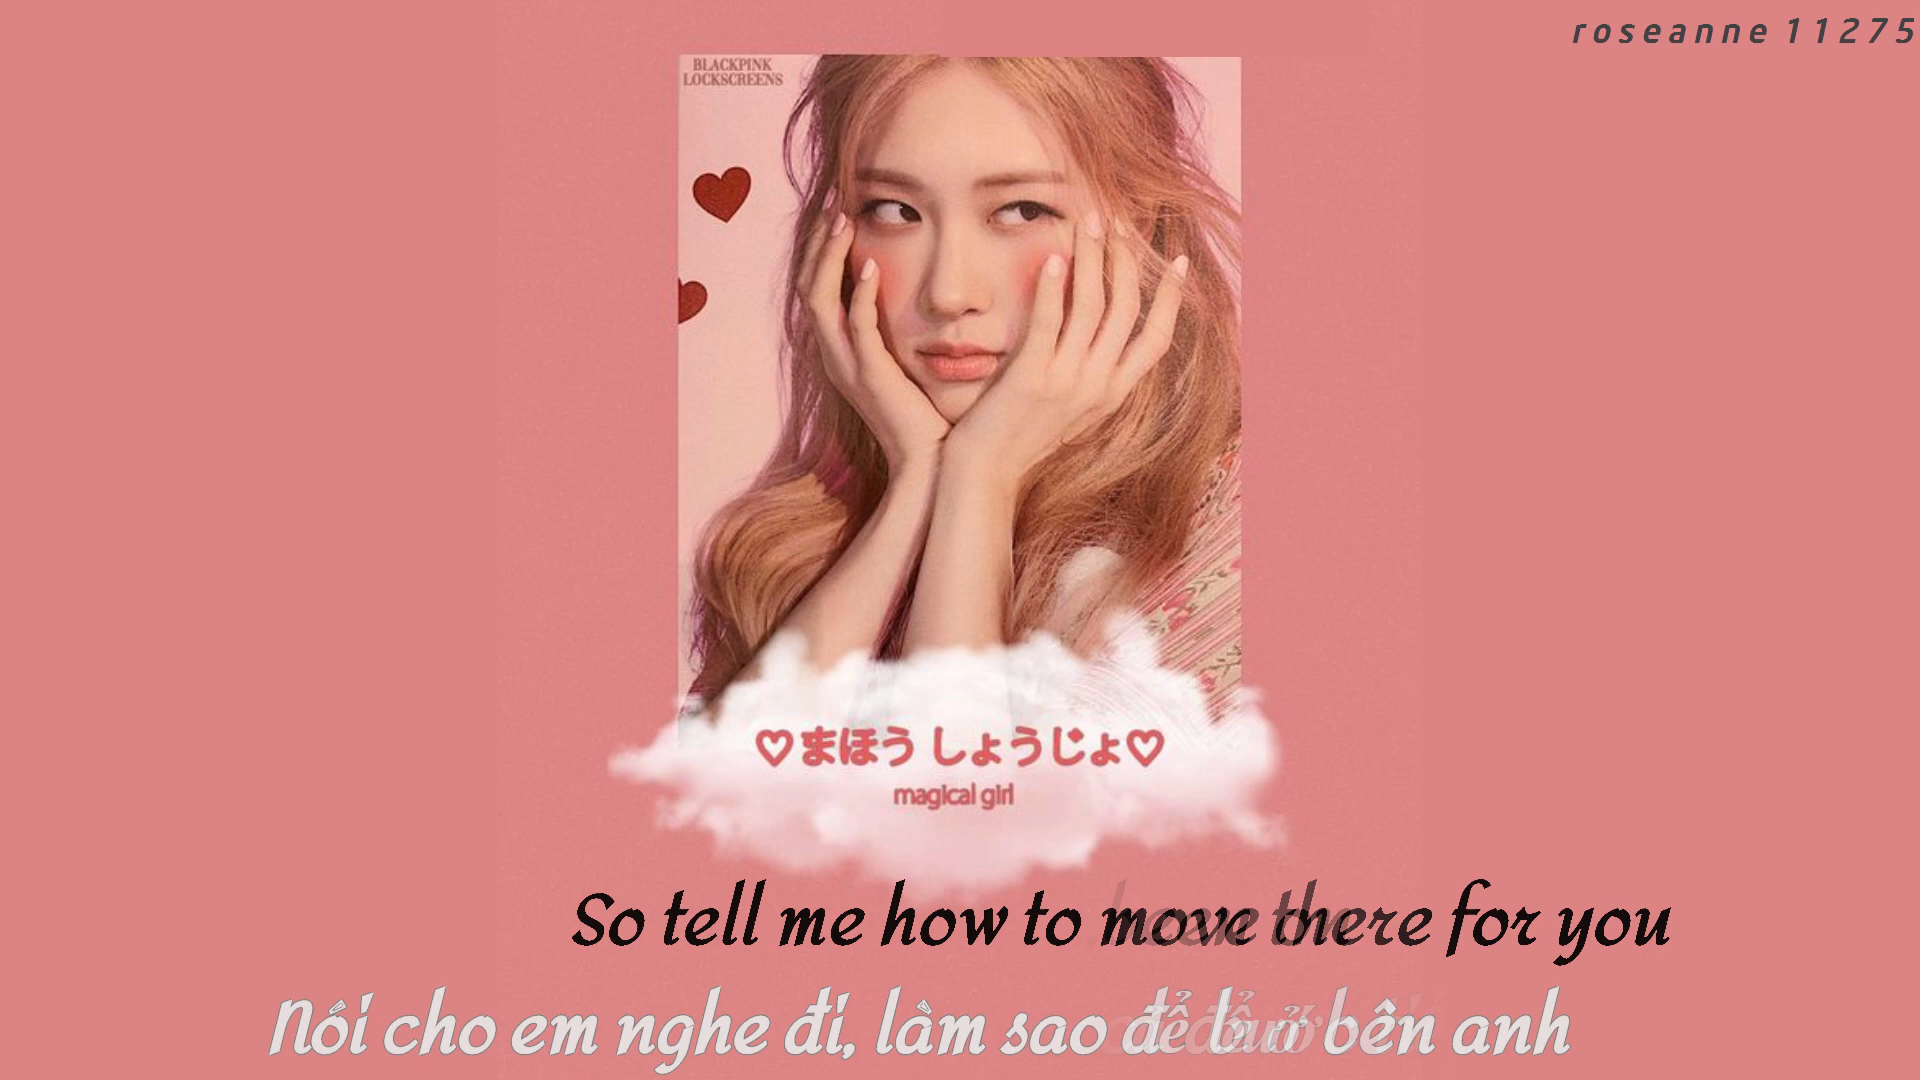 roseanne 11275
BLACKPINK
LOCKSCREENS
♡まほう しょうじょ♡
magical girl
So tell me how to move there for you
Nói cho em nghe đi, làm sao để ở bên anh